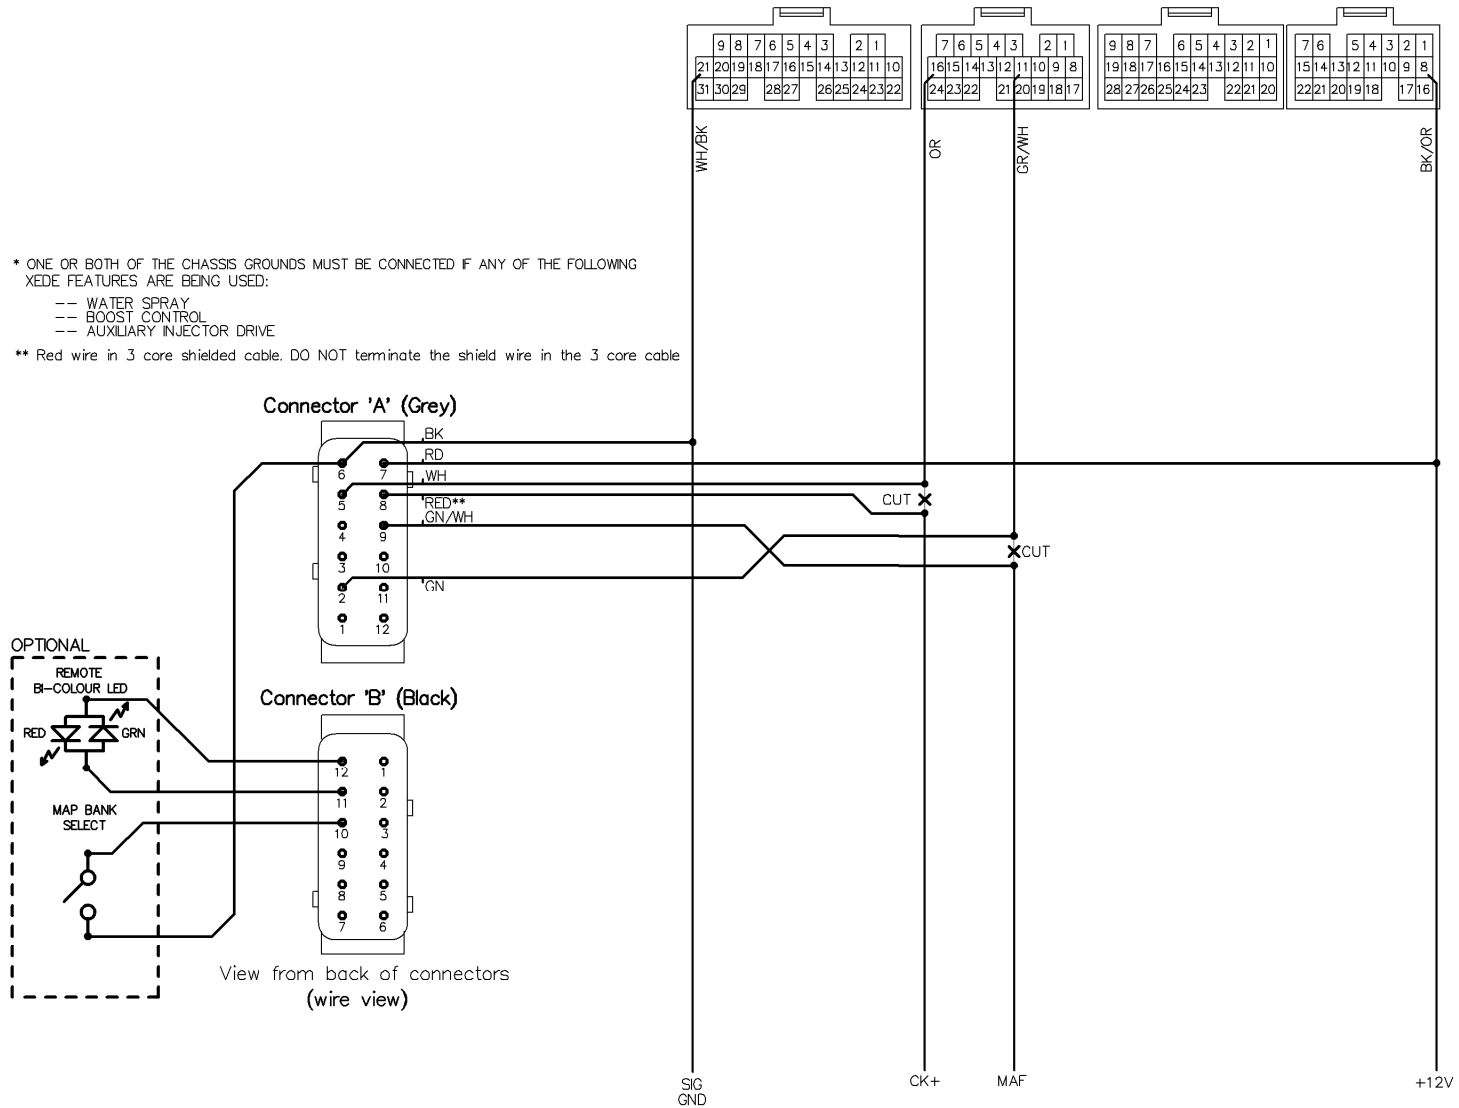 9 8 7 6 5 4 3 2 1
21 20 19 18 17 16 15 14 13 12 11 10
31 30 29 28 27 26 25 24 23 22
7 6 5 4 3 2 1
16 15 14 13 12 11 10 9 8
24 23 22 21 20 19 18 17
9 8 7 6 5 4 3 2 1
19 18 17 16 15 14 13 12 11 10
28 27 26 25 24 23 22 21 20
7 6 5 4 3 2 1
15 14 13 12 11 10 9 8
22 21 20 19 18 17 16
WH/BK
OR
GR/WH
BK/OR
* ONE OR BOTH OF THE CHASSIS GROUNDS MUST BE CONNECTED IF ANY OF THE FOLLOWING
XEDE FEATURES ARE BEING USED:
-- WATER SPRAY
-- BOOST CONTROL
-- AUXILIARY INJECTOR DRIVE
** Red wire in 3 core shielded cable. DO NOT terminate the shield wire in the 3 core cable
Connector 'A' (Grey)
BK
RD
6 7
WH
RED**
5 8
CUT
GN/WH
4 9
CUT
3 10
GN
2 11
1 12
OPTIONAL
REMOTE
BI-COLOUR LED
RED
GRN
Connector 'B' (Black)
12 1
11 2
MAP BANK
SELECT
10 3
9 4
8 5
7 6
View from back of connectors
(wire view)
SIG
GND
CK+
MAF
+12V